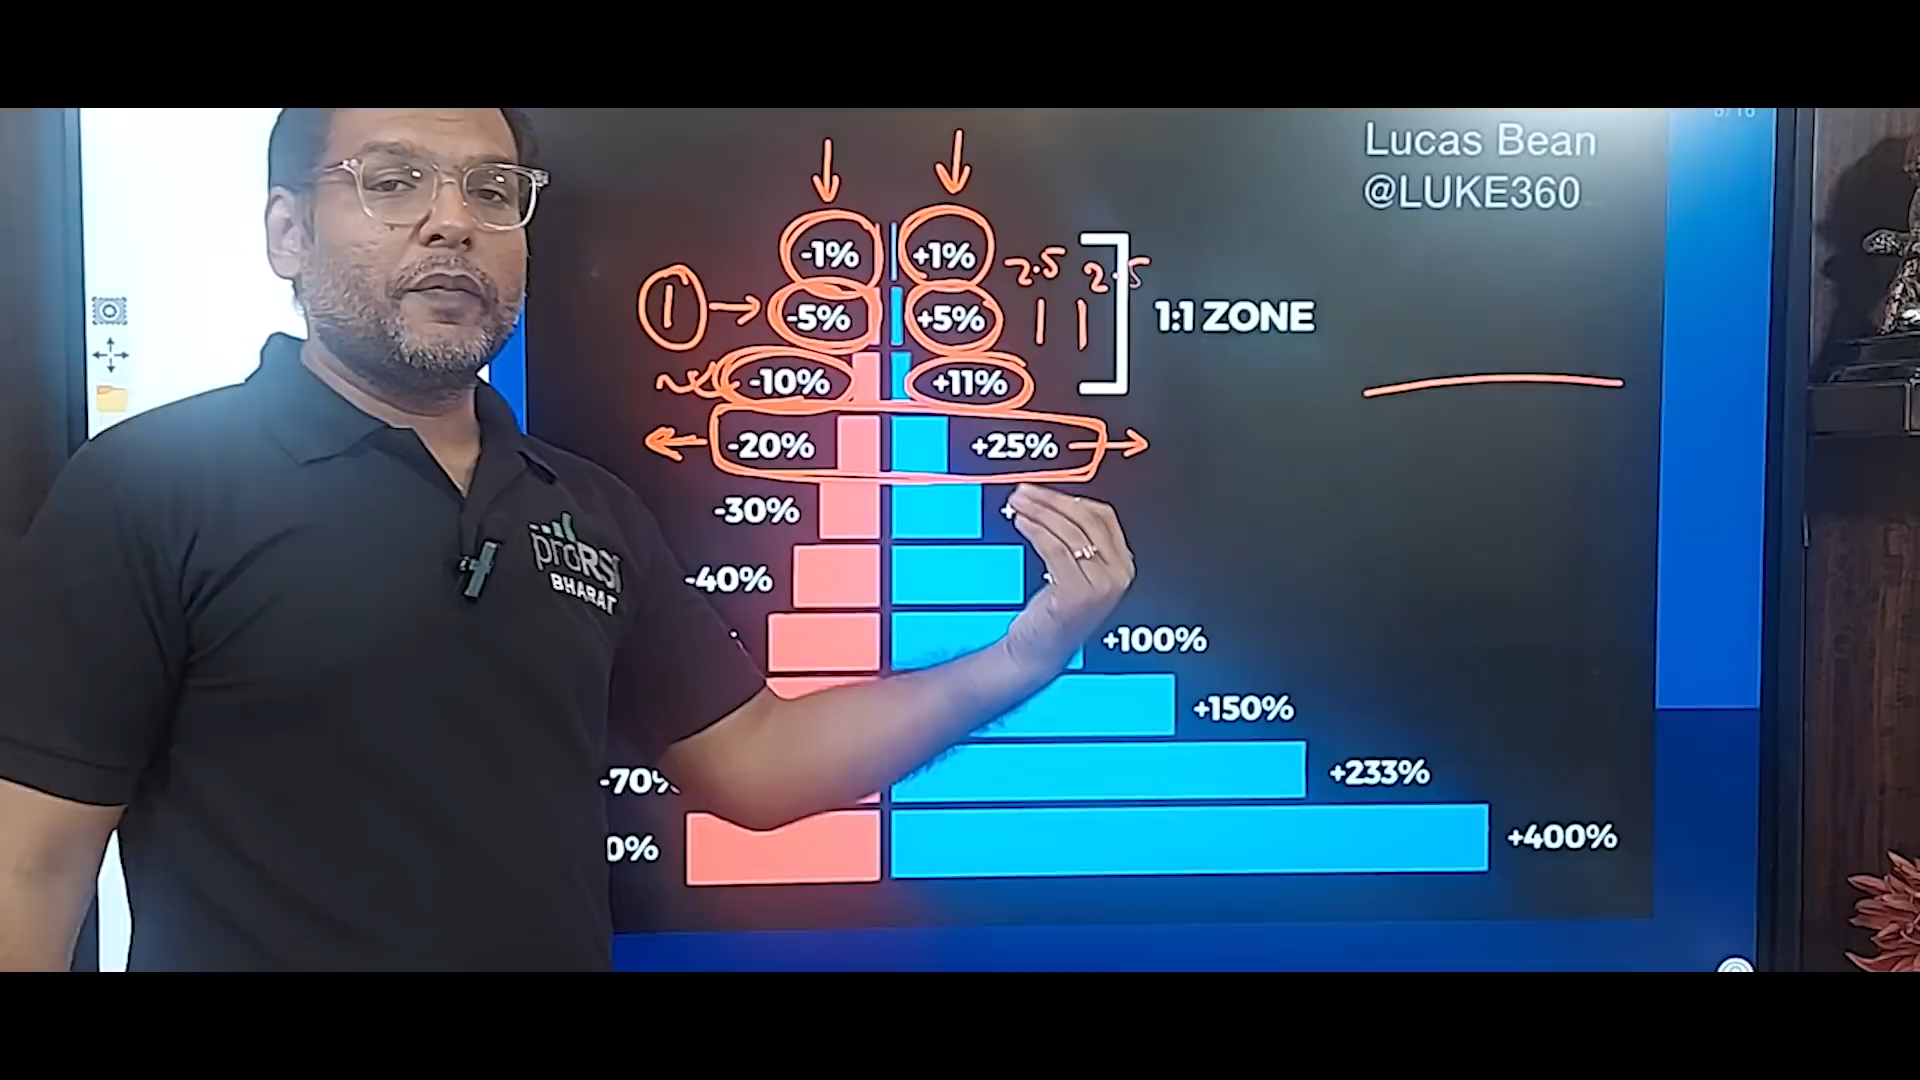 Lucas Bean
@LUKE360
-1% +1%
2.5 2.5
1 -5% +5% 1 1
1:1 ZONE
-10% +11%
-20% +25%
-30%
-40%
+100%
+150%
-70% +233%
0% +400%
proRSI
BHARAT